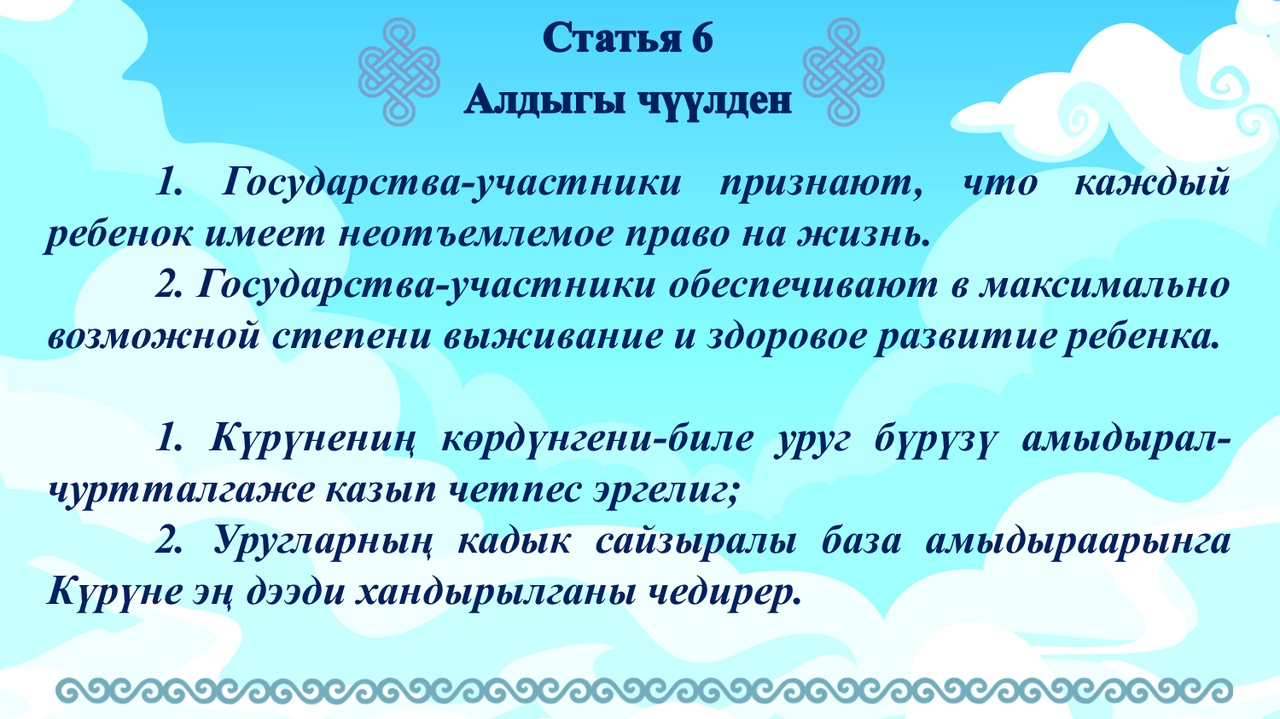 Статья 6
Алдыгы чүүлден
1. Государства-участники признают, что каждый
ребенок имеет неотъемлемое право на жизнь.
2. Государства-участники обеспечивают в максимально
возможной степени выживание и здоровое развитие ребенка.
1. Күрүнениң көрдүнгени-биле уруг бүрүзү амыдырал-
чуртталгаже казып четпес эргелиг;
2. Уругларның кадык сайзыралы база амыдыраарынга
Күрүне эң дээди хандырылганы чедирер.